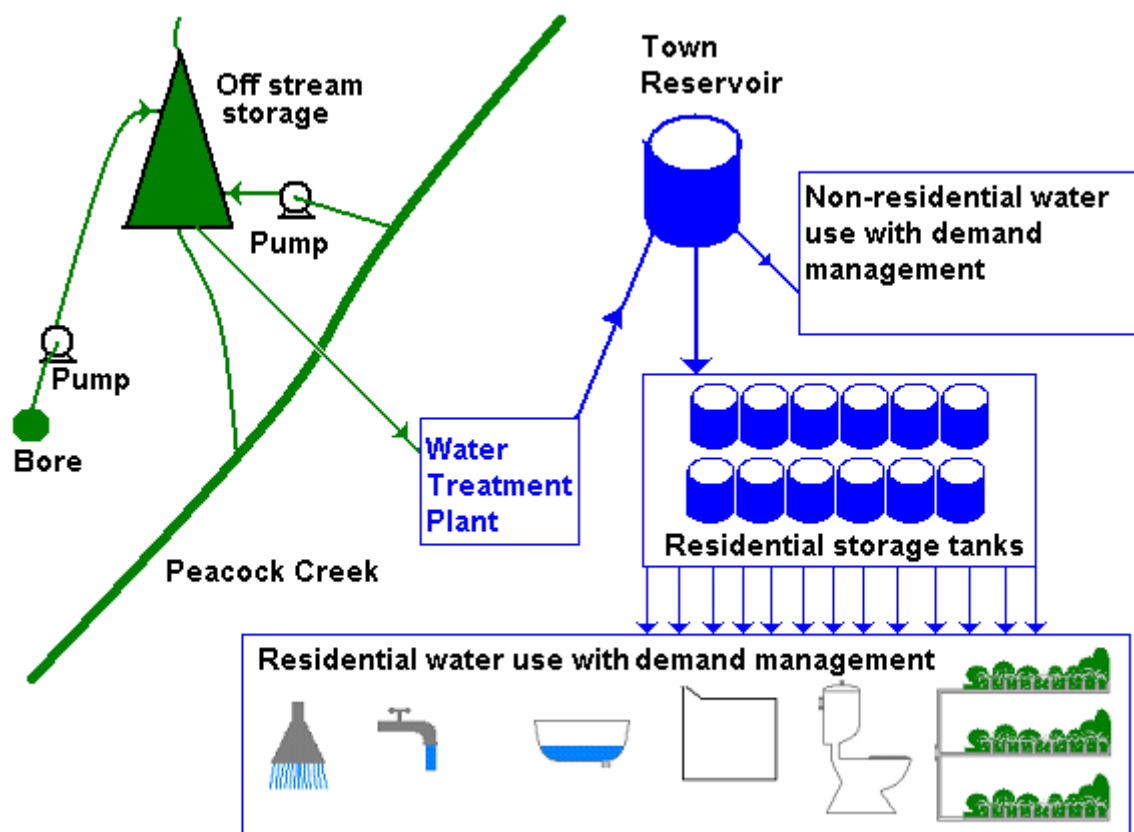 Town
Reservoir
Off stream
storage
Non-residential water
use with demand
management
Pump
Pump
Bore
Water
Treatment
Plant
Residential storage tanks
Peacock Creek
Residential water use with demand management